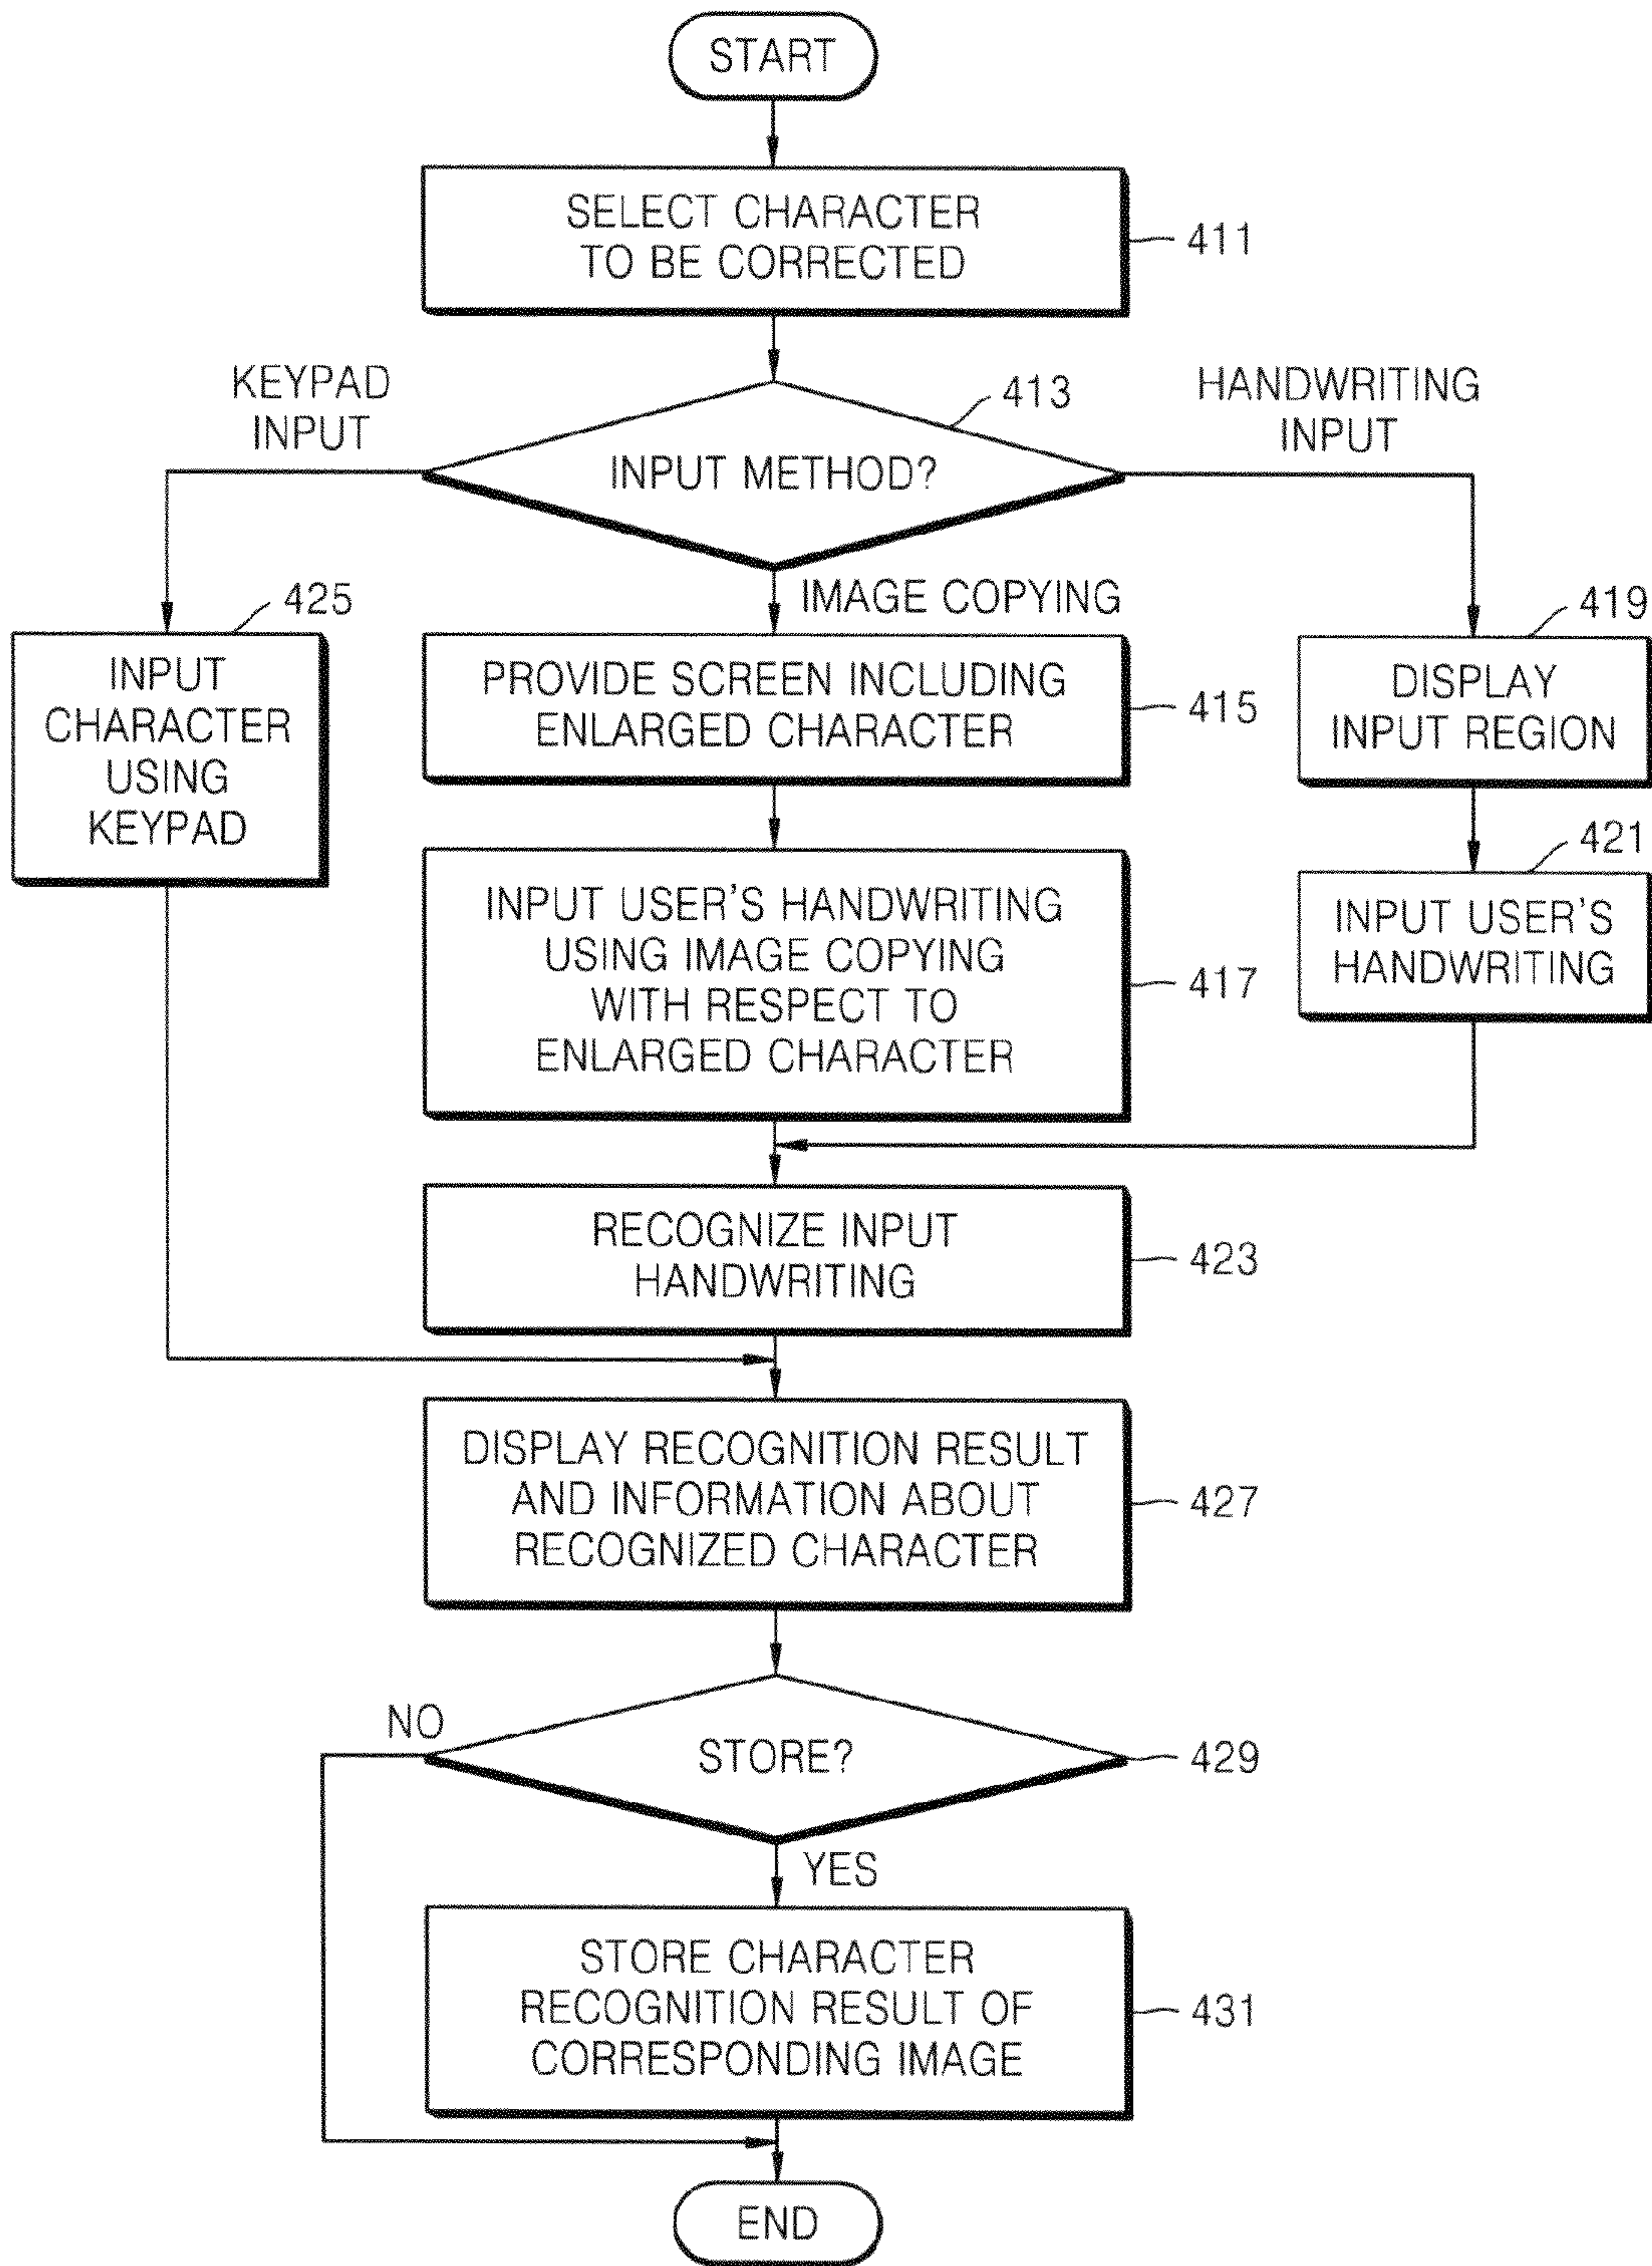 START
SELECT CHARACTER
TO BE CORRECTED
411
KEYPAD
INPUT
413
HANDWRITING
INPUT
INPUT METHOD?
IMAGE COPYING
425
INPUT
CHARACTER
USING
KEYPAD
PROVIDE SCREEN INCLUDING
ENLARGED CHARACTER
415
419
DISPLAY
INPUT REGION
INPUT USER'S HANDWRITING
USING IMAGE COPYING
WITH RESPECT TO
ENLARGED CHARACTER
417
421
INPUT USER'S
HANDWRITING
RECOGNIZE INPUT
HANDWRITING
423
DISPLAY RECOGNITION RESULT
AND INFORMATION ABOUT
RECOGNIZED CHARACTER
427
NO
STORE?
429
YES
STORE CHARACTER
RECOGNITION RESULT OF
CORRESPONDING IMAGE
431
END